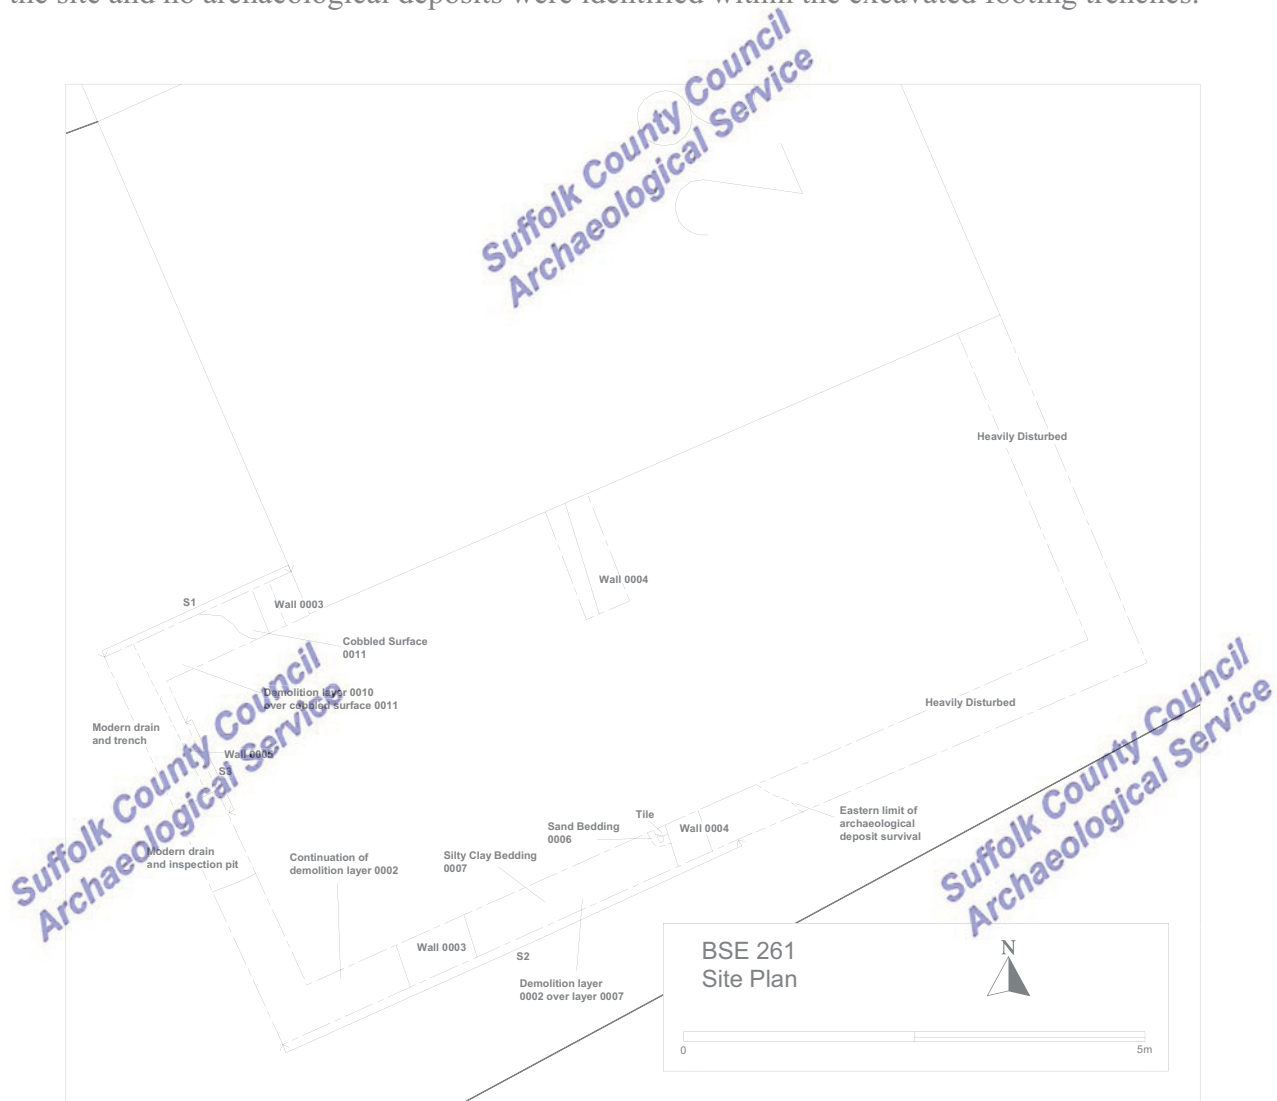 the site and no archaeological deposits were identified within the excavated footing trenches.
Suffolk County Council
Archaeological Service
Heavily Disturbed
Wall 0004
S1
Wall 0003
Cobbled Surface
0011
Demolition layer 0010
over cobbled surface 0011
Modern drain
and trench
Wall 0005
S3
Suffolk County Council
Archaeological Service
Modern drain
and inspection pit
Heavily Disturbed
Suffolk County Council
Archaeological Service
Eastern limit of
archaeological
deposit survival
Tile
Wall 0004
Sand Bedding
0006
Silty Clay Bedding
0007
Continuation of
demolition layer 0002
Wall 0003
S2
Demolition layer
0002 over layer 0007
BSE 261
Site Plan
N
0
5m